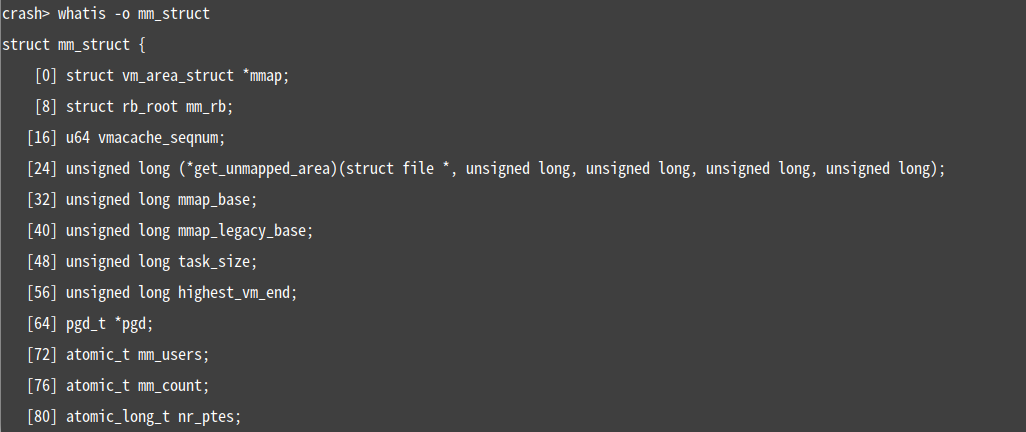 crash> whatis -o mm_struct
struct mm_struct {
[0] struct vm_area_struct *mmap;
[8] struct rb_root mm_rb;
[16] u64 vmacache_seqnum;
[24] unsigned long (*get_unmapped_area)(struct file *, unsigned long, unsigned long, unsigned long, unsigned long);
[32] unsigned long mmap_base;
[40] unsigned long mmap_legacy_base;
[48] unsigned long task_size;
[56] unsigned long highest_vm_end;
[64] pgd_t *pgd;
[72] atomic_t mm_users;
[76] atomic_t mm_count;
[80] atomic_long_t nr_ptes;